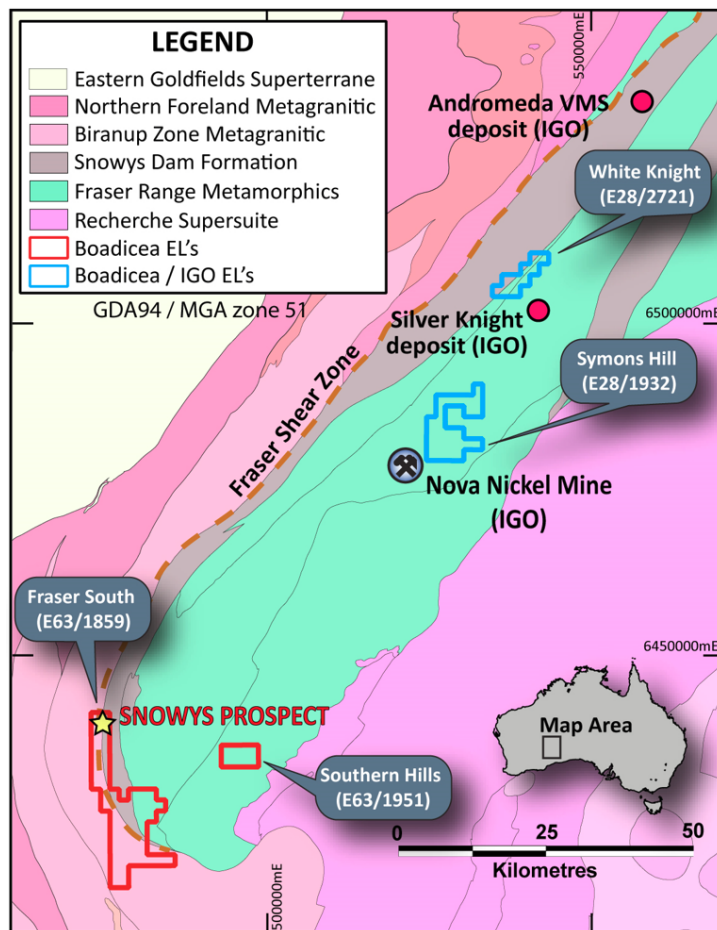 LEGEND
Eastern Goldfields Superterrane
Northern Foreland Metagranitic
Biranup Zone Metagranitic
Snowys Dam Formation
Fraser Range Metamorphics
Recherche Supersuite
Boadicea EL's
Boadicea / IGO EL's
GDA94 / MGA zone 51
550000mE
Andromeda VMS
deposit (IGO)
White Knight
(E28/2721)
6500000mE
Silver Knight
deposit (IGO)
Symons Hill
(E28/1932)
Fraser Shear Zone
Nova Nickel Mine
(IGO)
Fraser South
(E63/1859)
6450000mE
SNOWYS PROSPECT
Map Area
Southern Hills
(E63/1951)
0 25 50
Kilometres
500000mE